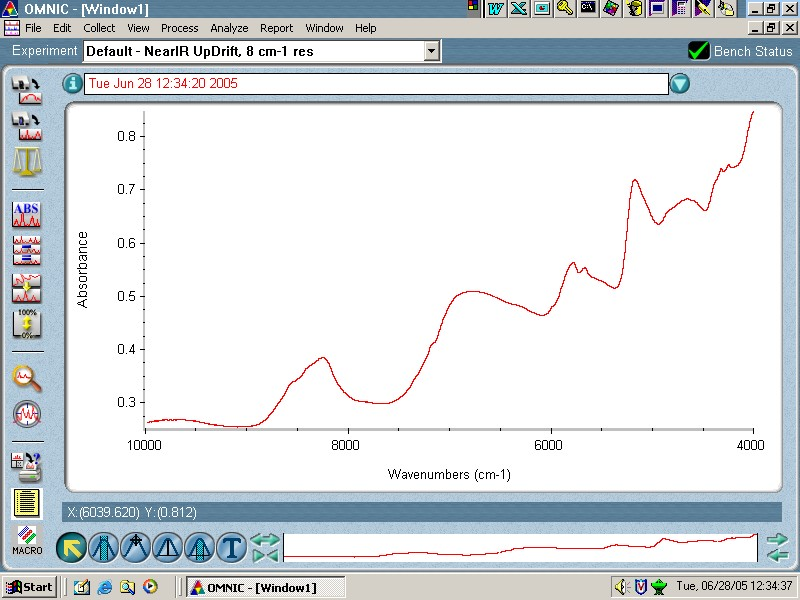 OMNIC - [Window1]
File Edit Collect View Process Analyze Report Window Help
Experiment Default - NearIR UpDrift, 8 cm-1 res Bench Status
Tue Jun 28 12:34:20 2005
ABS
100%
0%
MACRO
Absorbance
0.8
0.7
0.6
0.5
0.4
0.3
10000 8000 6000 4000
Wavenumbers (cm-1)
X:(6039.620) Y:(0.812)
T
Start OMNIC - [Window1] Tue, 06/28/05 12:34:37